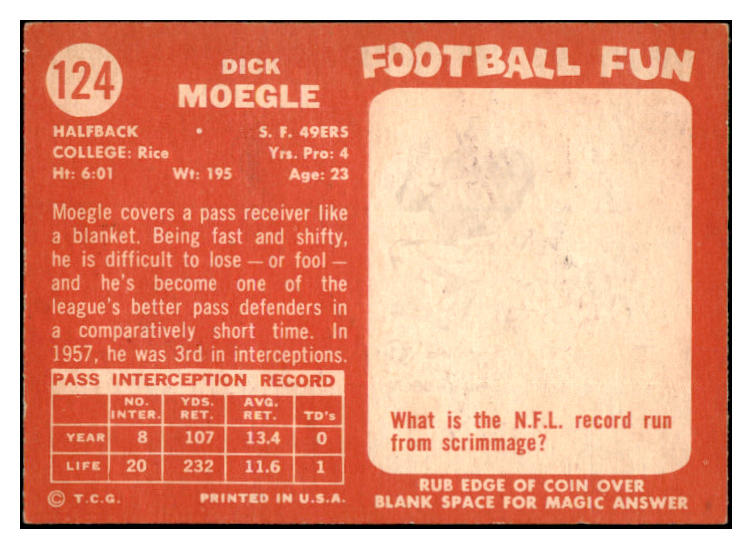 124
DICK
MOEGLE
HALFBACK • S. F. 49ERS
COLLEGE: Rice Yrs. Pro: 4
Ht: 6:01 Wt: 195 Age: 23
Moegle covers a pass receiver like
a blanket. Being fast and shifty,
he is difficult to lose — or fool —
and he's become one of the
league's better pass defenders in
a comparatively short time. In
1957, he was 3rd in interceptions.
PASS INTERCEPTION RECORD
NO. INTER. YDS. RET. AVG. RET. TD's
YEAR 8 107 13.4 0
LIFE 20 232 11.6 1
© T.C.G. PRINTED IN U.S.A.
FOOTBALL FUN
What is the N.F.L. record run
from scrimmage?
RUB EDGE OF COIN OVER
BLANK SPACE FOR MAGIC ANSWER